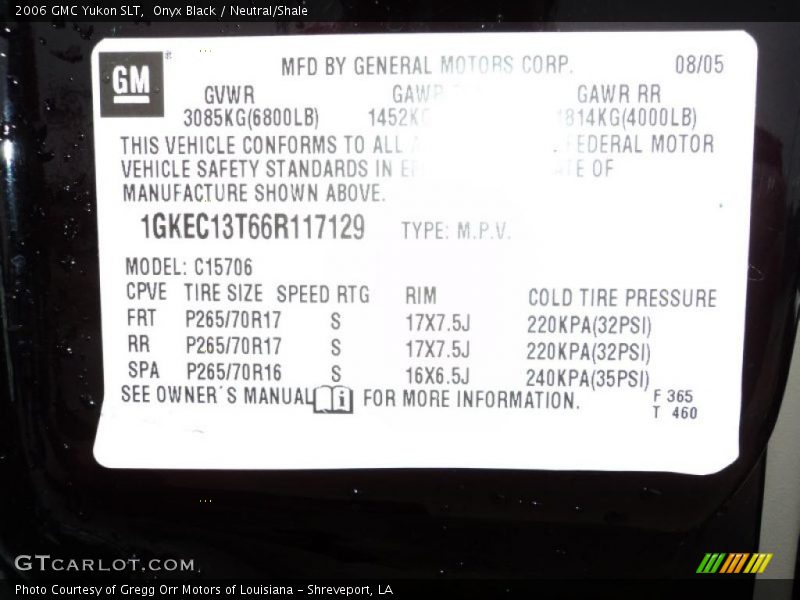 2006 GMC Yukon SLT, Onyx Black / Neutral/Shale
GM ® MFD BY GENERAL MOTORS CORP. 08/05
GVWR GAWR GAWR RR
3085KG(6800LB) 1452KG 1814KG(4000LB)
THIS VEHICLE CONFORMS TO ALL FEDERAL MOTOR
VEHICLE SAFETY STANDARDS IN OF
MANUFACTURE SHOWN ABOVE.
1GKEC13T66R117129 TYPE: M.P.V.
MODEL: C15706
CPVE TIRE SIZE SPEED RTG RIM COLD TIRE PRESSURE
FRT P265/70R17 S 17X7.5J 220KPA(32PSI)
RR P265/70R17 S 17X7.5J 220KPA(32PSI)
SPA P265/70R16 S 16X6.5J 240KPA(35PSI)
SEE OWNER'S MANUAL i FOR MORE INFORMATION.
F 365
T 460
GTCARLOT.COM
Photo Courtesy of Gregg Orr Motors of Louisiana - Shreveport, LA